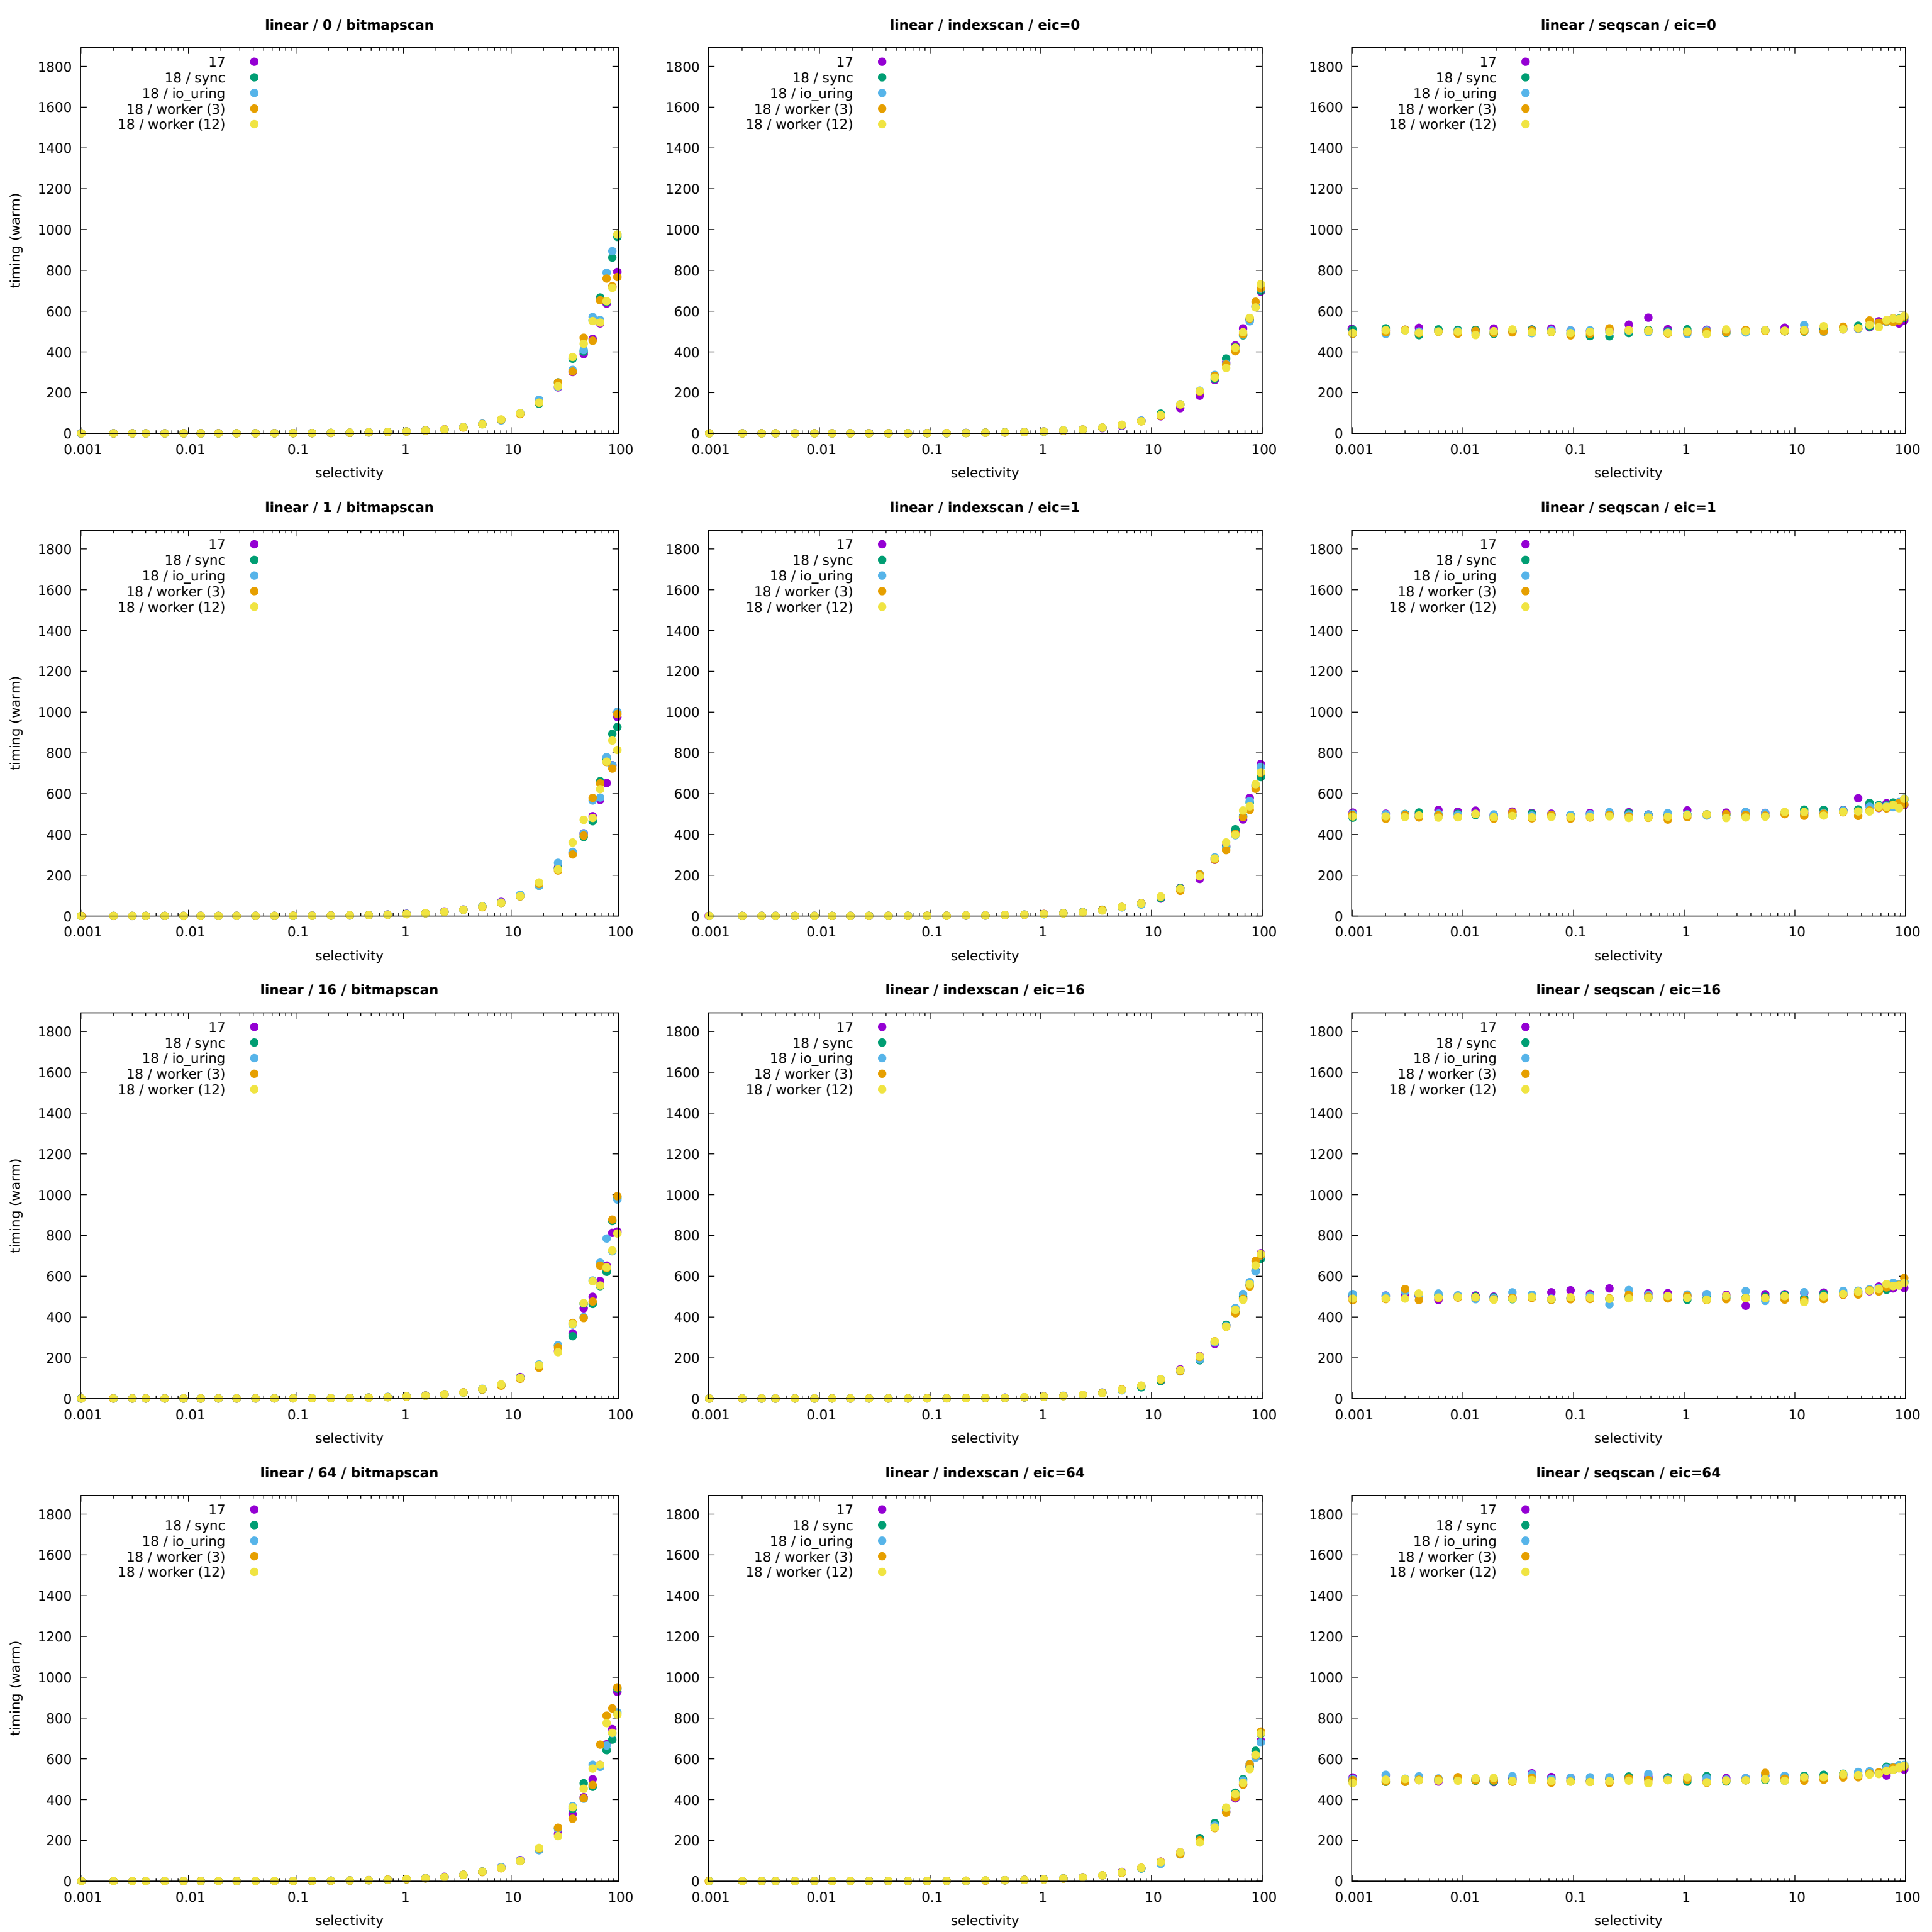 linear / 0 / bitmapscan
timing (warm)
1800
1600
1400
1200
1000
800
600
400
200
0
17
18 / sync
18 / io_uring
18 / worker (3)
18 / worker (12)
0.001 0.01 0.1 1 10 100
selectivity
linear / indexscan / eic=0
1800
1600
1400
1200
1000
800
600
400
200
0
17
18 / sync
18 / io_uring
18 / worker (3)
18 / worker (12)
0.001 0.01 0.1 1 10 100
selectivity
linear / seqscan / eic=0
1800
1600
1400
1200
1000
800
600
400
200
0
17
18 / sync
18 / io_uring
18 / worker (3)
18 / worker (12)
0.001 0.01 0.1 1 10 100
selectivity
linear / 1 / bitmapscan
timing (warm)
1800
1600
1400
1200
1000
800
600
400
200
0
17
18 / sync
18 / io_uring
18 / worker (3)
18 / worker (12)
0.001 0.01 0.1 1 10 100
selectivity
linear / indexscan / eic=1
1800
1600
1400
1200
1000
800
600
400
200
0
17
18 / sync
18 / io_uring
18 / worker (3)
18 / worker (12)
0.001 0.01 0.1 1 10 100
selectivity
linear / seqscan / eic=1
1800
1600
1400
1200
1000
800
600
400
200
0
17
18 / sync
18 / io_uring
18 / worker (3)
18 / worker (12)
0.001 0.01 0.1 1 10 100
selectivity
linear / 16 / bitmapscan
timing (warm)
1800
1600
1400
1200
1000
800
600
400
200
0
17
18 / sync
18 / io_uring
18 / worker (3)
18 / worker (12)
0.001 0.01 0.1 1 10 100
selectivity
linear / indexscan / eic=16
1800
1600
1400
1200
1000
800
600
400
200
0
17
18 / sync
18 / io_uring
18 / worker (3)
18 / worker (12)
0.001 0.01 0.1 1 10 100
selectivity
linear / seqscan / eic=16
1800
1600
1400
1200
1000
800
600
400
200
0
17
18 / sync
18 / io_uring
18 / worker (3)
18 / worker (12)
0.001 0.01 0.1 1 10 100
selectivity
linear / 64 / bitmapscan
timing (warm)
1800
1600
1400
1200
1000
800
600
400
200
0
17
18 / sync
18 / io_uring
18 / worker (3)
18 / worker (12)
0.001 0.01 0.1 1 10 100
selectivity
linear / indexscan / eic=64
1800
1600
1400
1200
1000
800
600
400
200
0
17
18 / sync
18 / io_uring
18 / worker (3)
18 / worker (12)
0.001 0.01 0.1 1 10 100
selectivity
linear / seqscan / eic=64
1800
1600
1400
1200
1000
800
600
400
200
0
17
18 / sync
18 / io_uring
18 / worker (3)
18 / worker (12)
0.001 0.01 0.1 1 10 100
selectivity